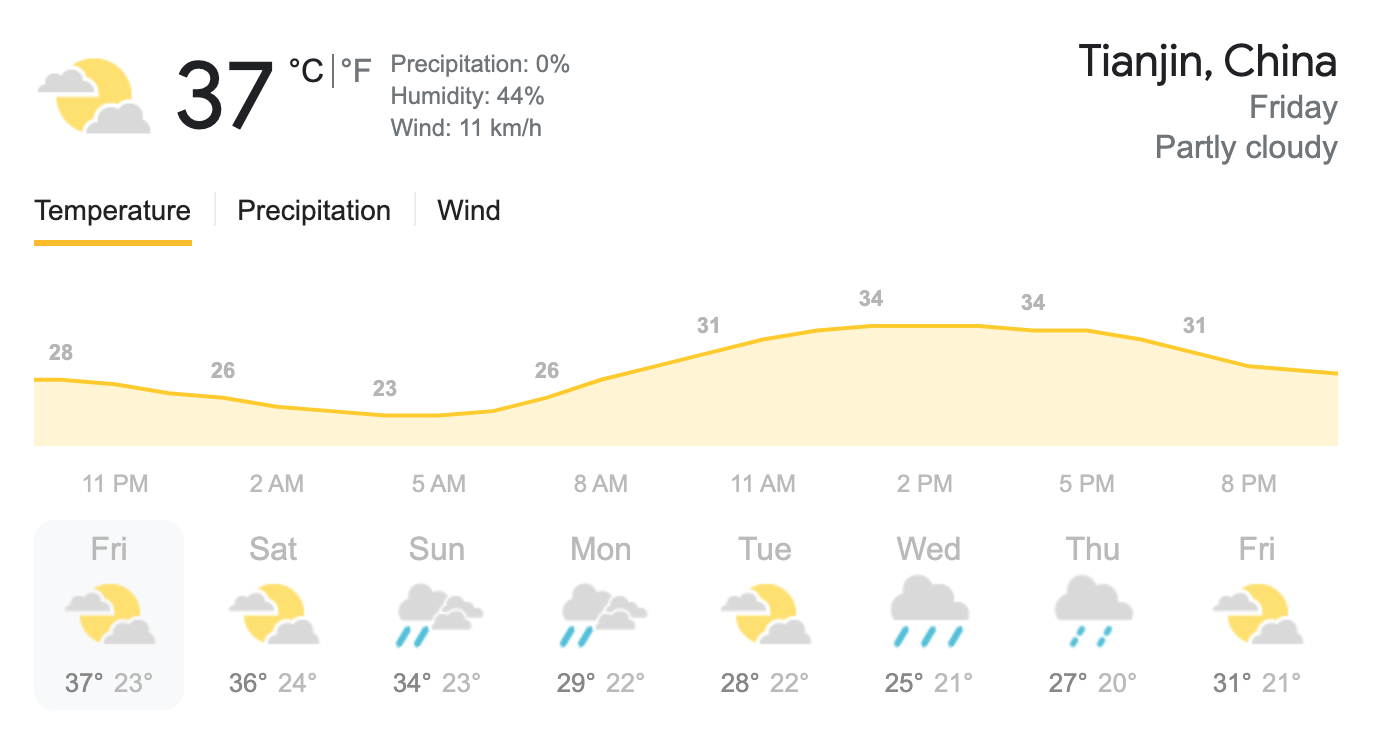 37 °C|°F
Precipitation: 0%
Humidity: 44%
Wind: 11 km/h
Tianjin, China
Friday
Partly cloudy
Temperature Precipitation Wind
28 26 23 26 31 34 34 31
11 PM 2 AM 5 AM 8 AM 11 AM 2 PM 5 PM 8 PM
Fri Sat Sun Mon Tue Wed Thu Fri
37° 23° 36° 24° 34° 23° 29° 22° 28° 22° 25° 21° 27° 20° 31° 21°